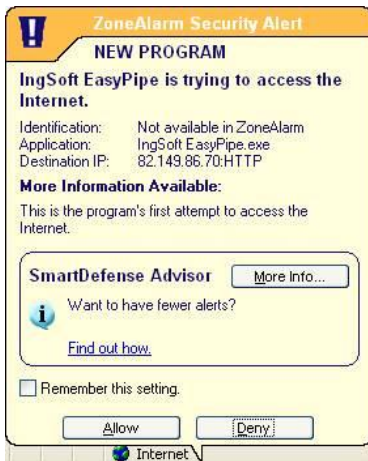 ZoneAlarm Security Alert
NEW PROGRAM
IngSoft EasyPipe is trying to access the
Internet.
Identification: Not available in ZoneAlarm
Application: IngSoft EasyPipe.exe
Destination IP: 82.149.86.70:HTTP
More Information Available:
This is the program's first attempt to access the
Internet.
SmartDefense Advisor More Info...
Want to have fewer alerts?
Find out how.
Remember this setting.
Allow Deny
Internet